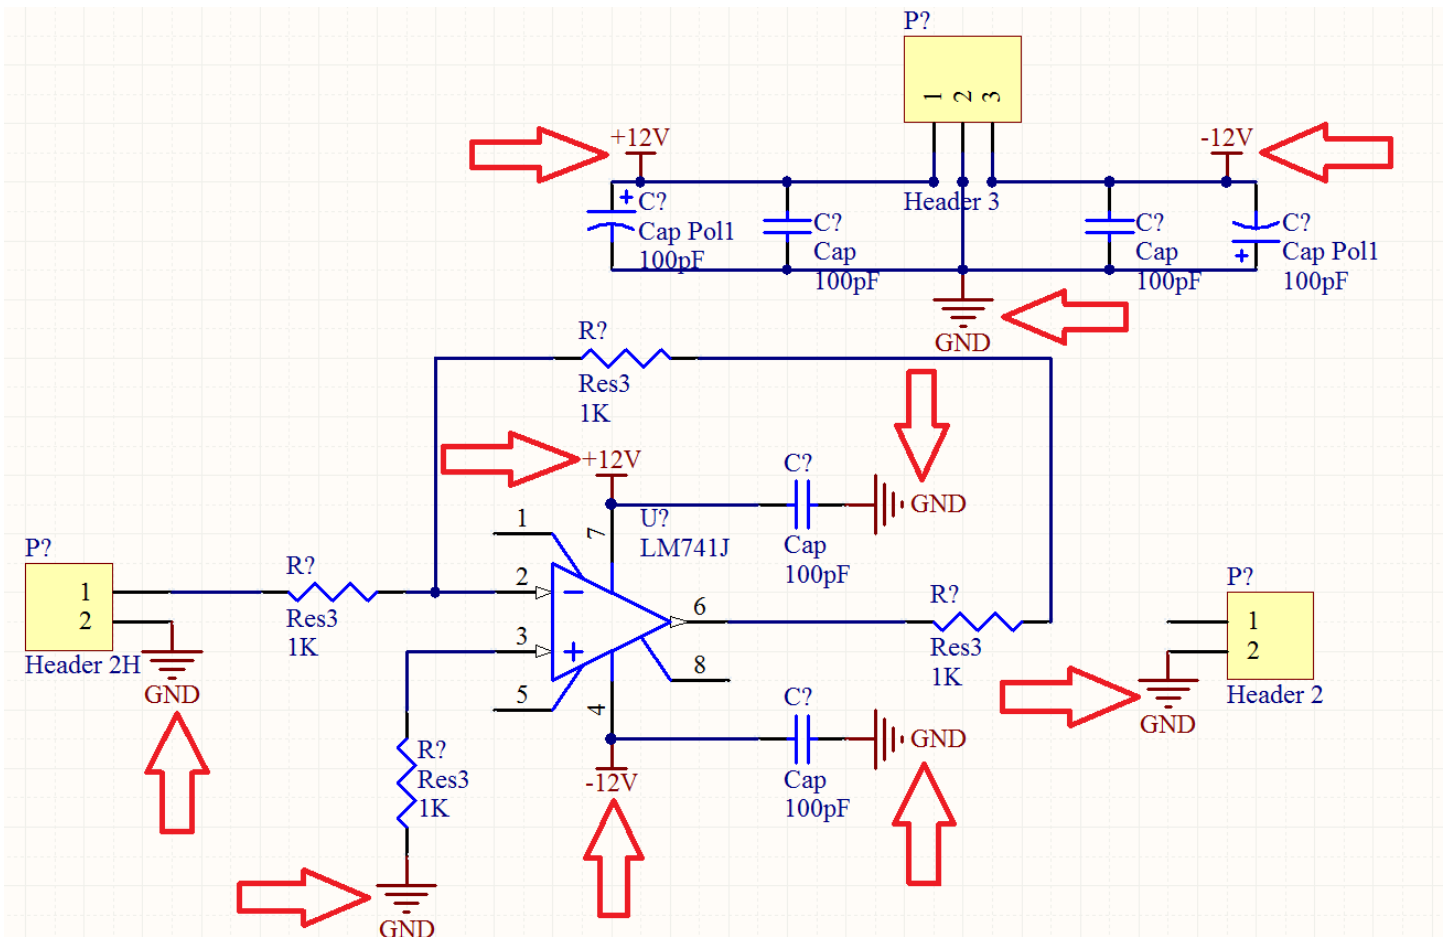 P?
1
2
3
Header 3
+12V
-12V
+
C?
Cap Pol1
100pF
C?
Cap
100pF
C?
Cap
100pF
C?
Cap Pol1
100pF
+
GND
R?
Res3
1K
+12V
C?
Cap
100pF
GND
U?
LM741J
1
7
P?
1
2
Header 2H
GND
R?
Res3
1K
2
3
5
4
6
8
R?
Res3
1K
P?
1
2
Header 2
GND
R?
Res3
1K
GND
-12V
C?
Cap
100pF
GND